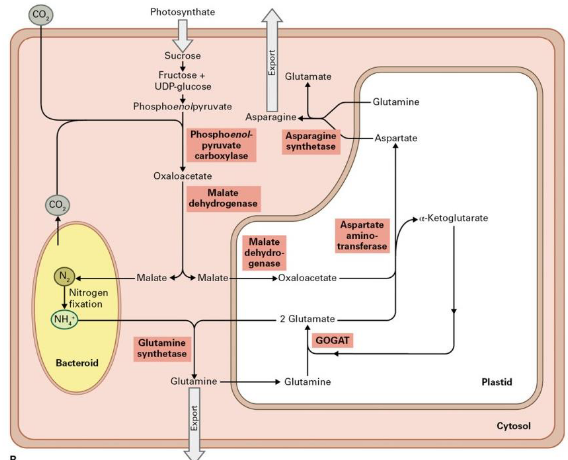 CO2
Photosynthate
Sucrose
Fructose +
UDP-glucose
Phosphoenolpyruvate
Export
Glutamate
Glutamine
Asparagine
Phosphoenol-
pyruvate
carboxylase
Asparagine
synthetase
Aspartate
Oxaloacetate
Malate
dehydrogenase
CO2
Aspartate
amino-
transferase
α-Ketoglutarate
Malate
dehydro-
genase
N2
Malate
Malate
Oxaloacetate
Nitrogen
fixation
NH4+
2 Glutamate
Glutamine
synthetase
GOGAT
Bacteroid
Glutamine
Glutamine
Plastid
Export
Cytosol
B